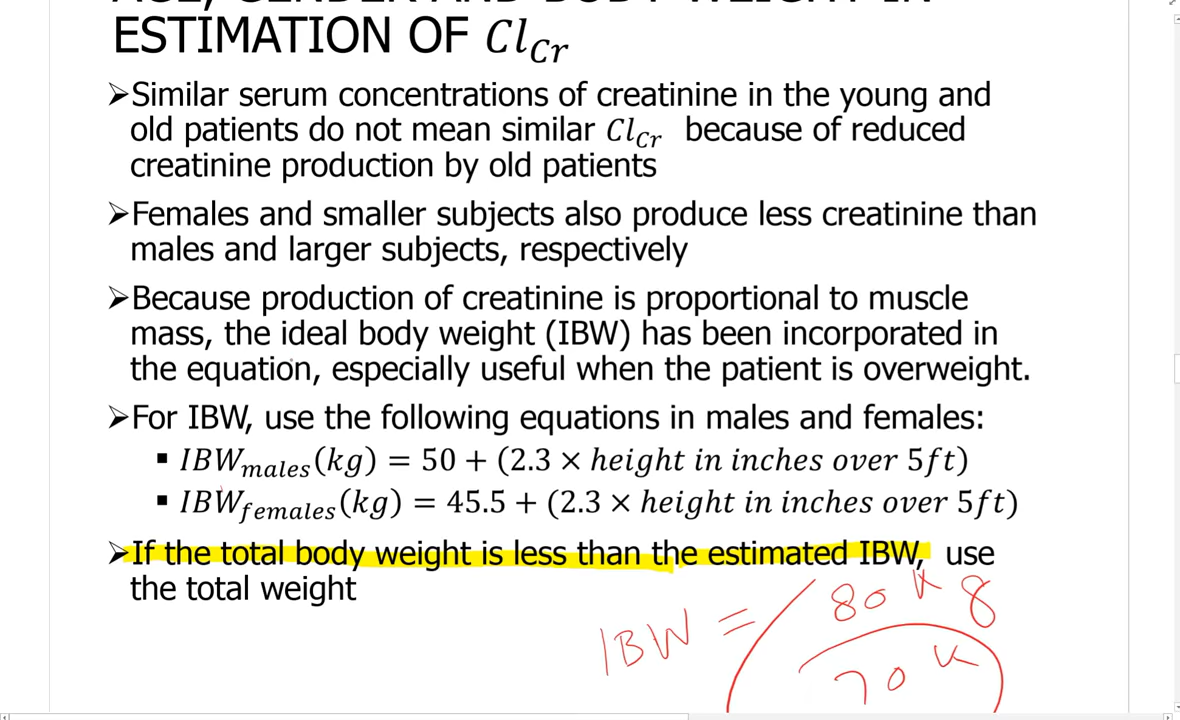 ESTIMATION OF Cl_Cr
➢Similar serum concentrations of creatinine in the young and
old patients do not mean similar Cl_Cr because of reduced
creatinine production by old patients
➢Females and smaller subjects also produce less creatinine than
males and larger subjects, respectively
➢Because production of creatinine is proportional to muscle
mass, the ideal body weight (IBW) has been incorporated in
the equation, especially useful when the patient is overweight.
➢For IBW, use the following equations in males and females:
▪ IBW_males(kg) = 50 + (2.3 × height in inches over 5ft)
▪ IBW_females(kg) = 45.5 + (2.3 × height in inches over 5ft)
➢If the total body weight is less than the estimated IBW, use
the total weight
IBW = 80 Kg
70 K